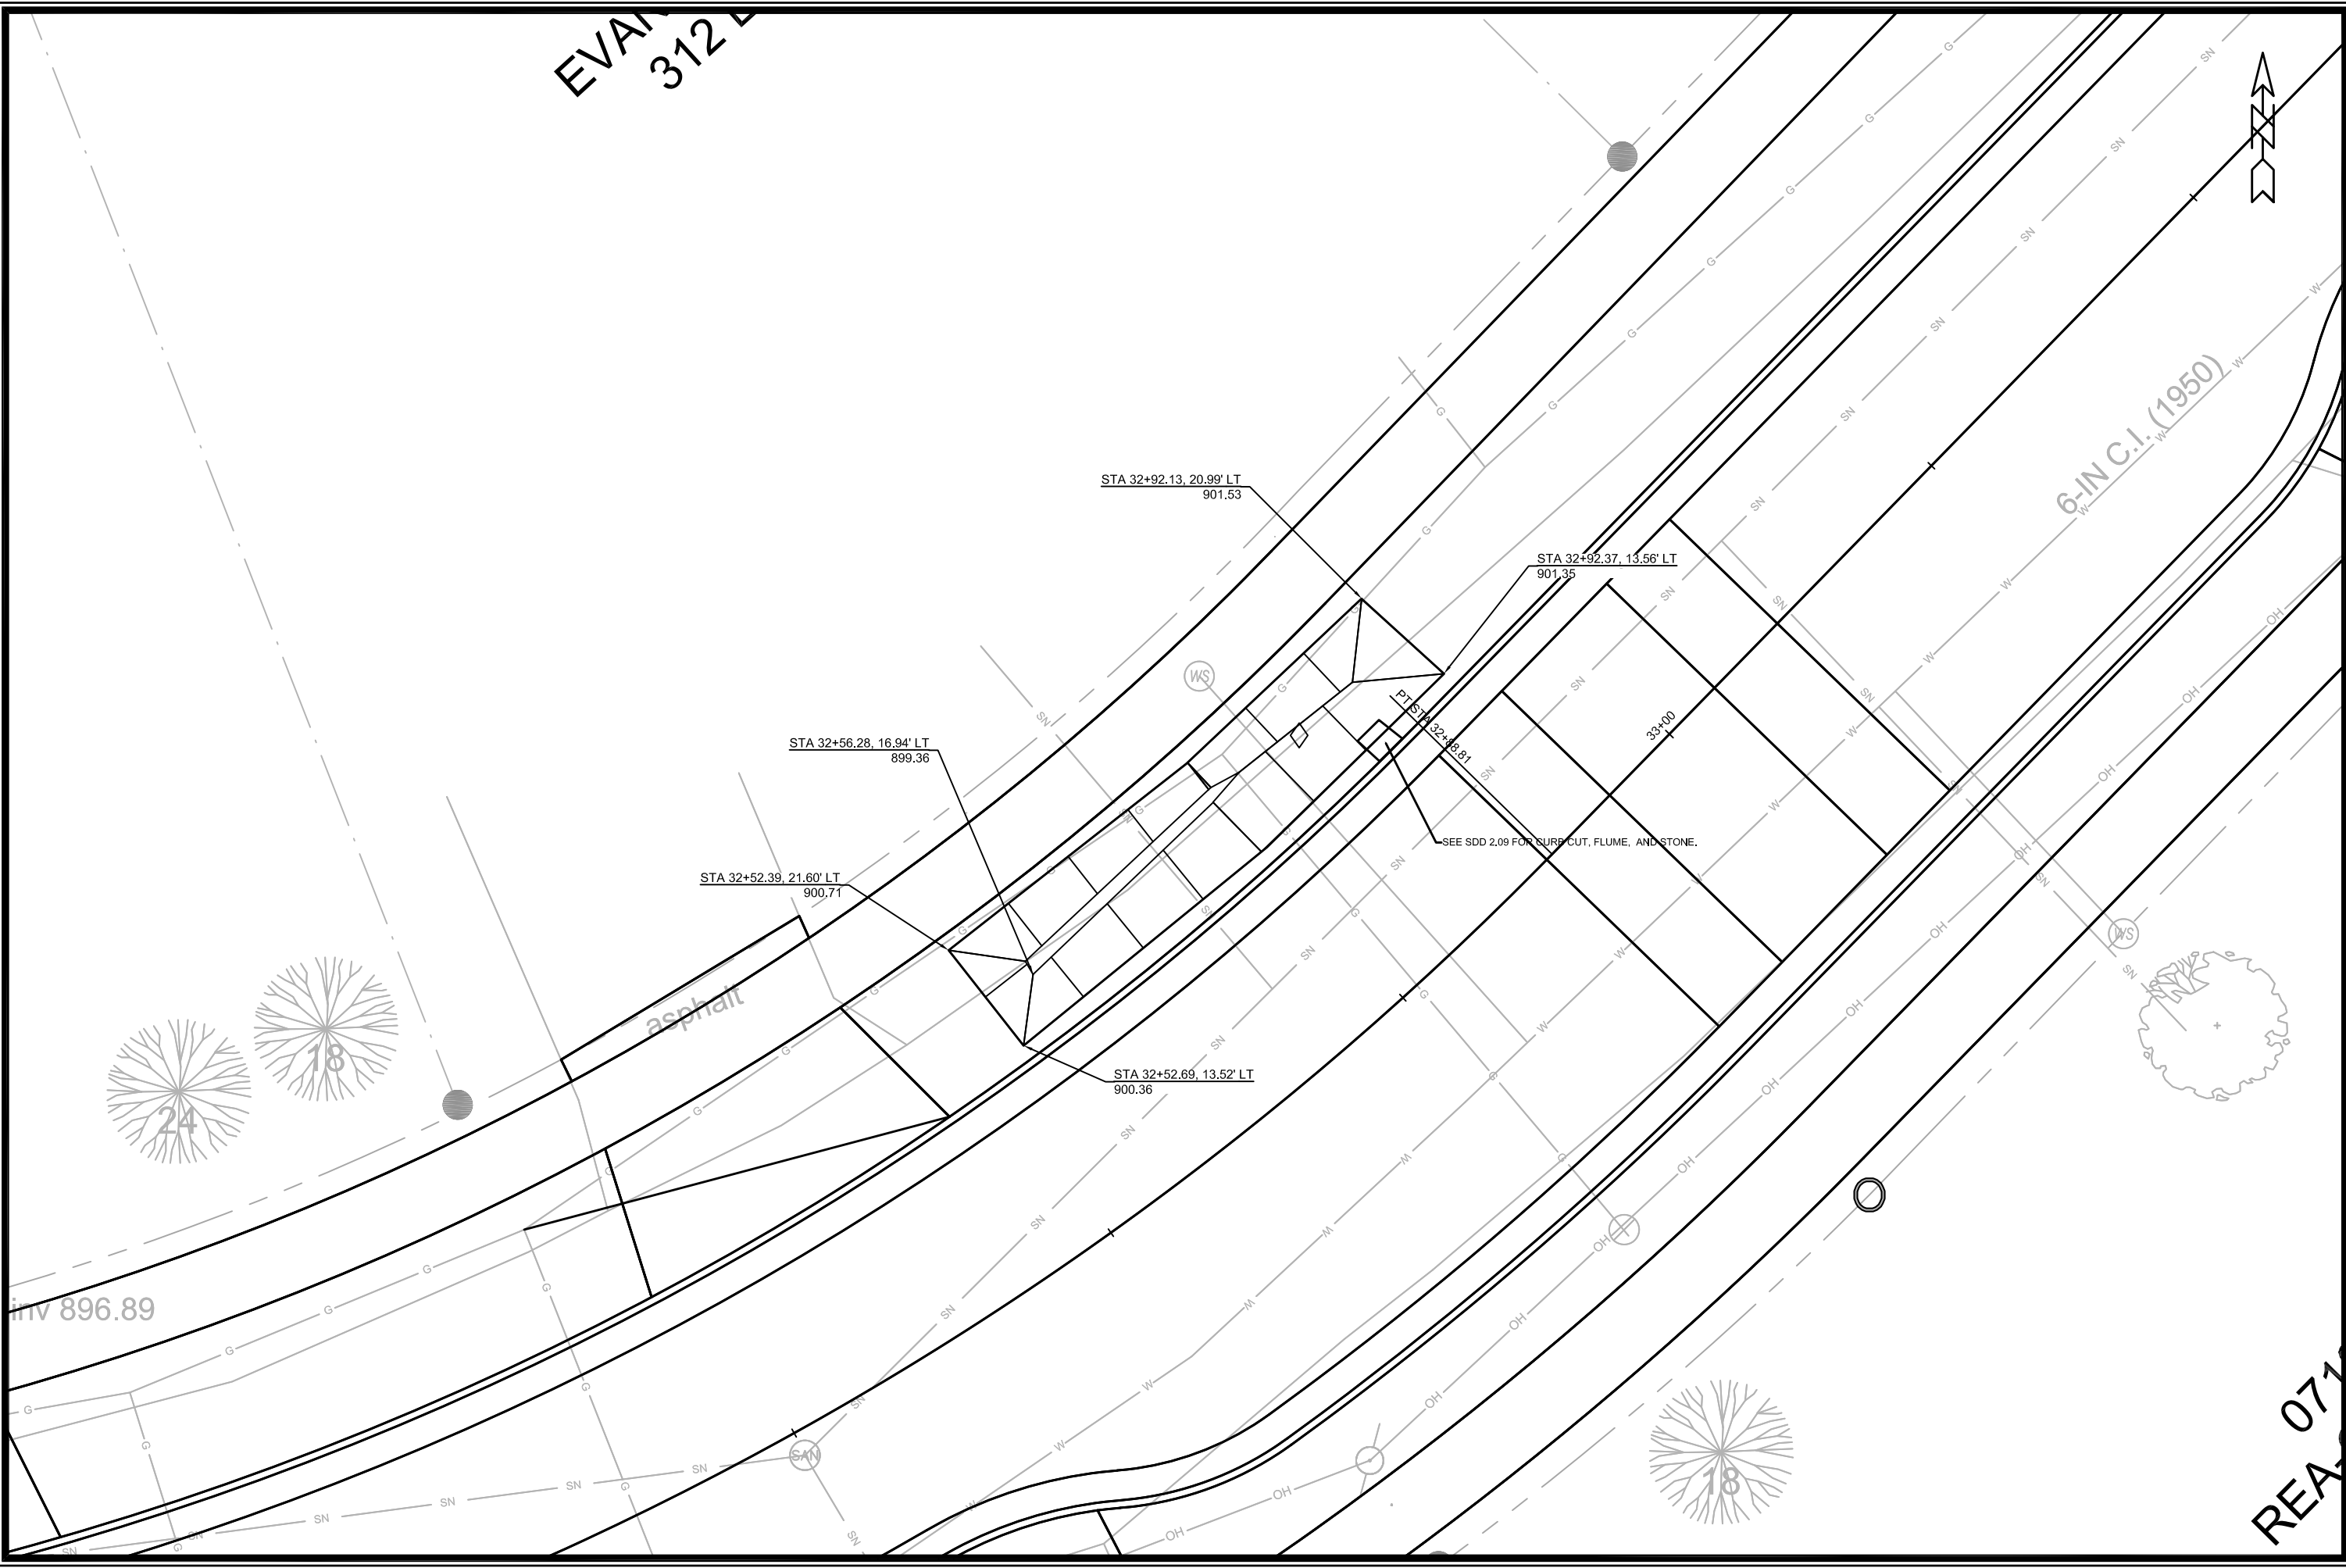 312
6-IN C.I. (1950)
STA 32+92.13, 20.99' LT
901.53
STA 32+92.37, 13.56' LT
901.35
WS
PT STA 32+88.81
33+00
STA 32+56.28, 16.94' LT
899.36
SEE SDD 2.09 FOR CURB CUT, FLUME, AND STONE.
STA 32+52.39, 21.60' LT
900.71
WS
asphalt
18
24
STA 32+52.69, 13.52' LT
900.36
inv 896.89
SAN
18